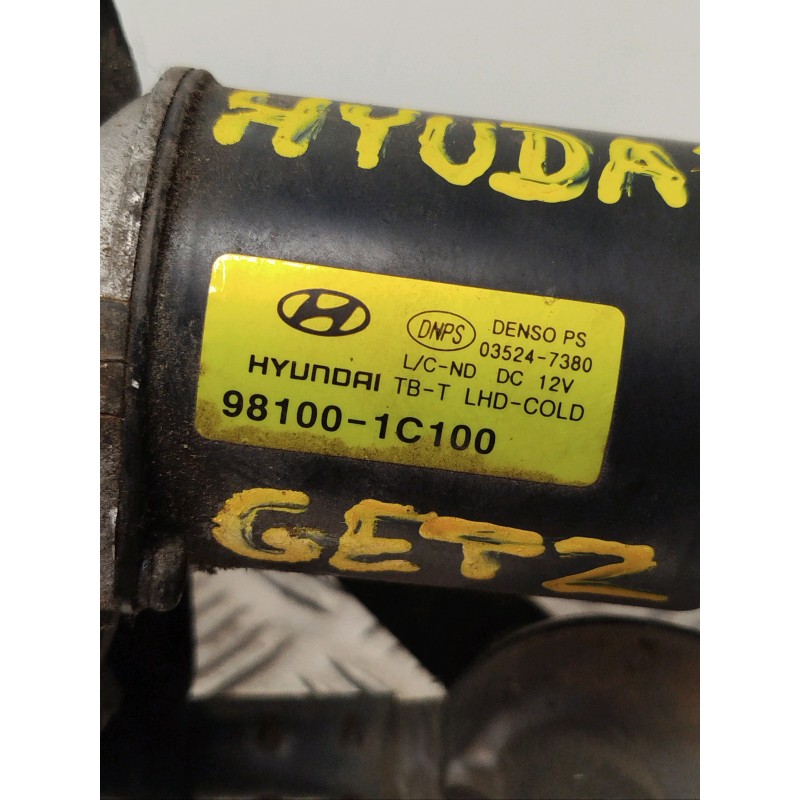 HYUDA
DNPS DENSO PS
03524-7380
L/C-ND DC 12V
HYUNDAI TB-T LHD-COLD
98100-1C100
GETZ